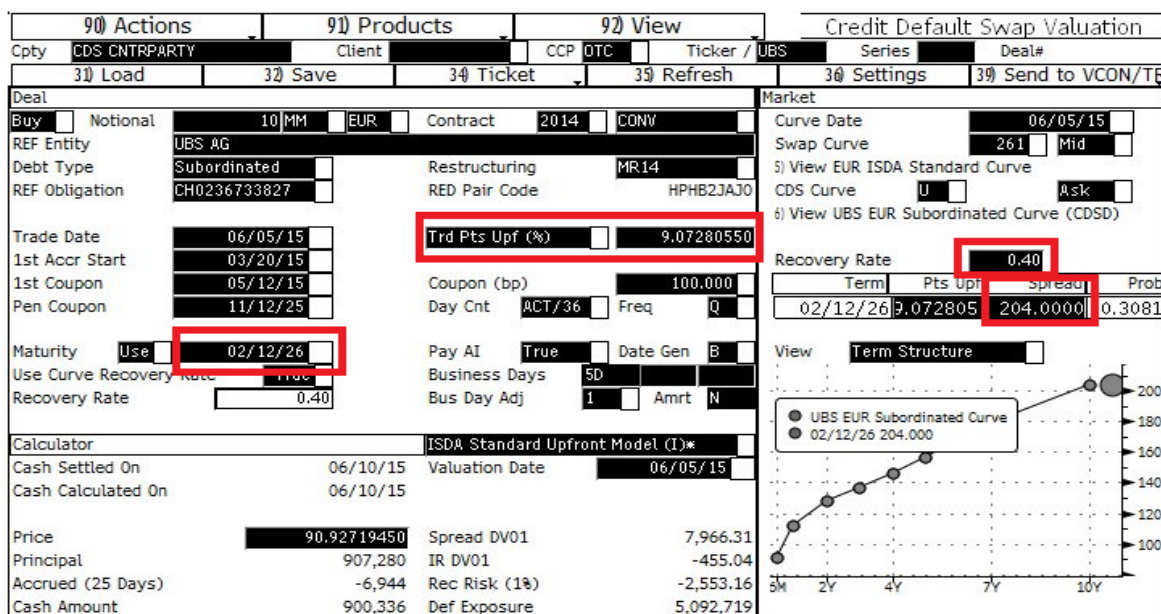 90) Actions 91) Products 92) View Credit Default Swap Valuation
Cpty CDS CNTRPARTY Client CCP OTC Ticker / UBS Series Deal#
31) Load 32) Save 34) Ticket 35) Refresh 36) Settings 39) Send to VCON/TE
Deal Market
Buy Notional 10 MM EUR Contract 2014 CONV Curve Date 06/05/15
REF Entity UBS AG Swap Curve 261 Mid
Debt Type Subordinated Restructuring MR14 5) View EUR ISDA Standard Curve
REF Obligation CH0236733827 RED Pair Code HPHB2JAJ0 CDS Curve U Ask
6) View UBS EUR Subordinated Curve (CDSD)
Trade Date 06/05/15 Trd Pts Upf (%) 9.07280550
1st Accr Start 03/20/15 Recovery Rate 0.40
1st Coupon 05/12/15 Coupon (bp) 100.000 Term Pts Upf Spread Prob
Pen Coupon 11/12/25 Day Cnt ACT/36 Freq Q 02/12/26 9.072805 204.0000 0.3081
Maturity Use 02/12/26 Pay AI True Date Gen B View Term Structure
Use Curve Recovery Rate True Business Days 5D
Recovery Rate 0.40 Bus Day Adj 1 Amrt N
200
UBS EUR Subordinated Curve
02/12/26 204.000
180
160
140
120
100
5M 2Y 4Y 7Y 10Y
Calculator ISDA Standard Upfront Model (I)*
Cash Settled On 06/10/15 Valuation Date 06/05/15
Cash Calculated On 06/10/15
Price 90.92719450 Spread DV01 7,966.31
Principal 907,280 IR DV01 -455.04
Accrued (25 Days) -6,944 Rec Risk (1%) -2,553.16
Cash Amount 900,336 Def Exposure 5,092,719